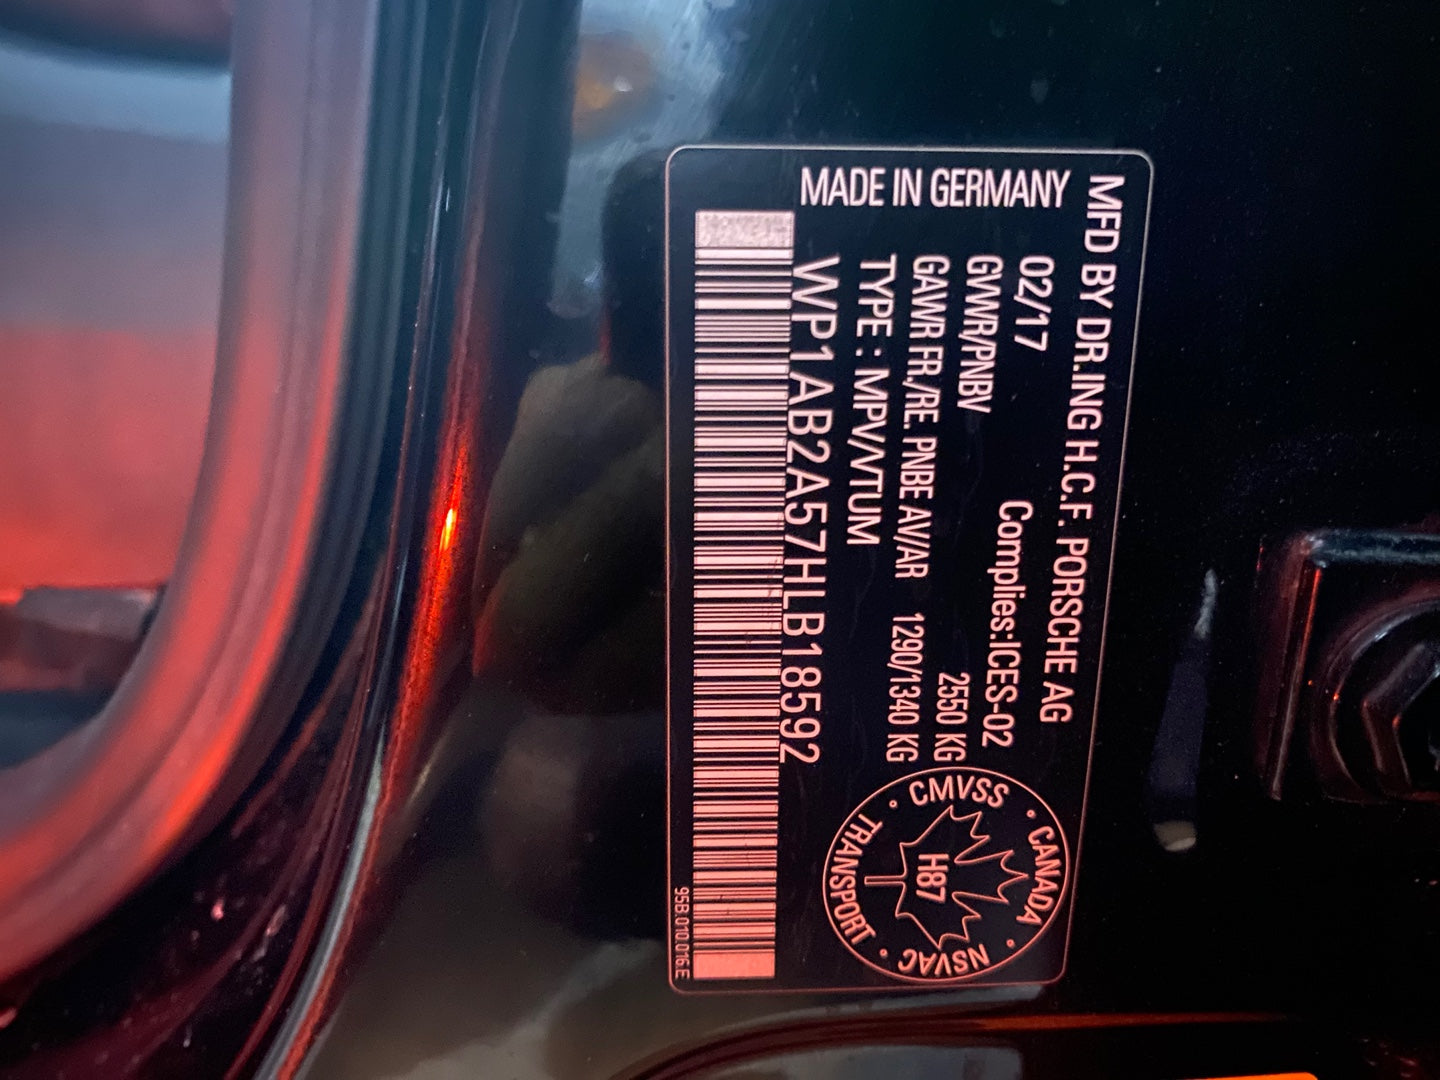 MFD BY DR.ING H.C.F. PORSCHE AG
MADE IN GERMANY
02/17 Complies:ICES-02
GVWR/PNBV 2550 KG
GAWR FR./RE. PNBE AV/AR 1290/1340 KG
TYPE : MPV/VTUM
WP1AB2A57HLB18592
CANADA · NSVAC · TRANSPORT · CMVSS ·
H87
95B.010.016.E